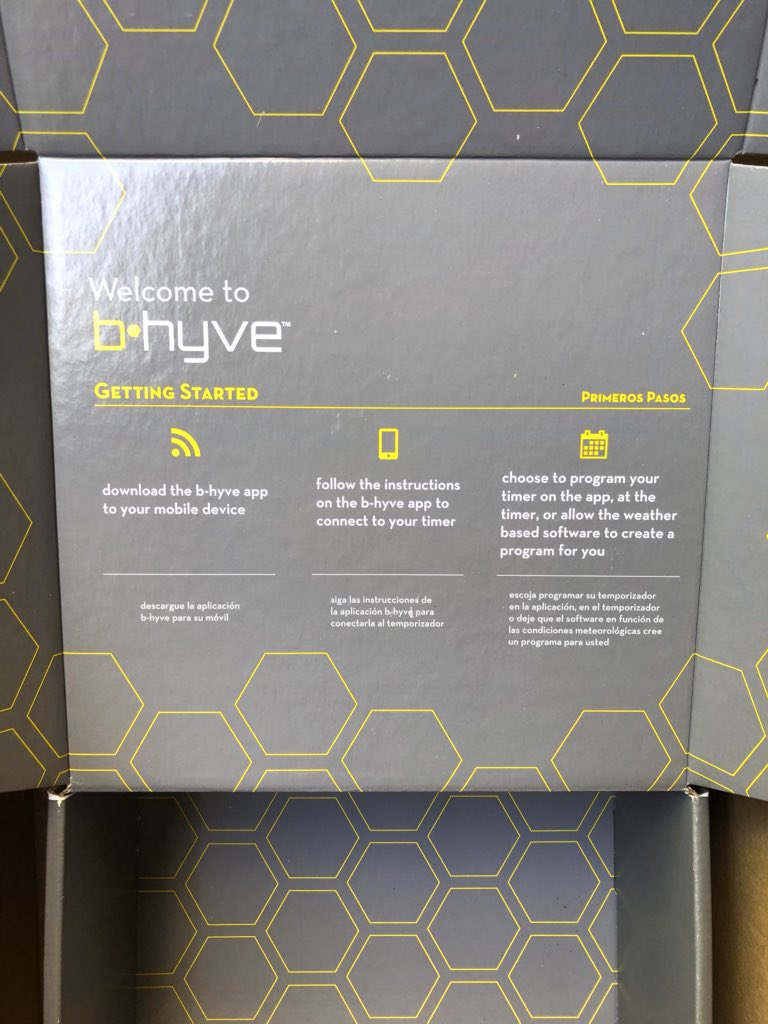 Welcome to
b•hyve™
GETTING STARTED
PRIMEROS PASOS
download the b-hyve app
to your mobile device
follow the instructions
on the b-hyve app to
connect to your timer
choose to program your
timer on the app, at the
timer, or allow the weather
based software to create a
program for you
descargue la aplicación
b-hyve para su móvil
siga las instrucciones de
la aplicación b-hyve para
conectarla al temporizador
escoja programar su temporizador
en la aplicación, en el temporizador
o deje que el software en función de
las condiciones meteorológicas cree
un programa para usted